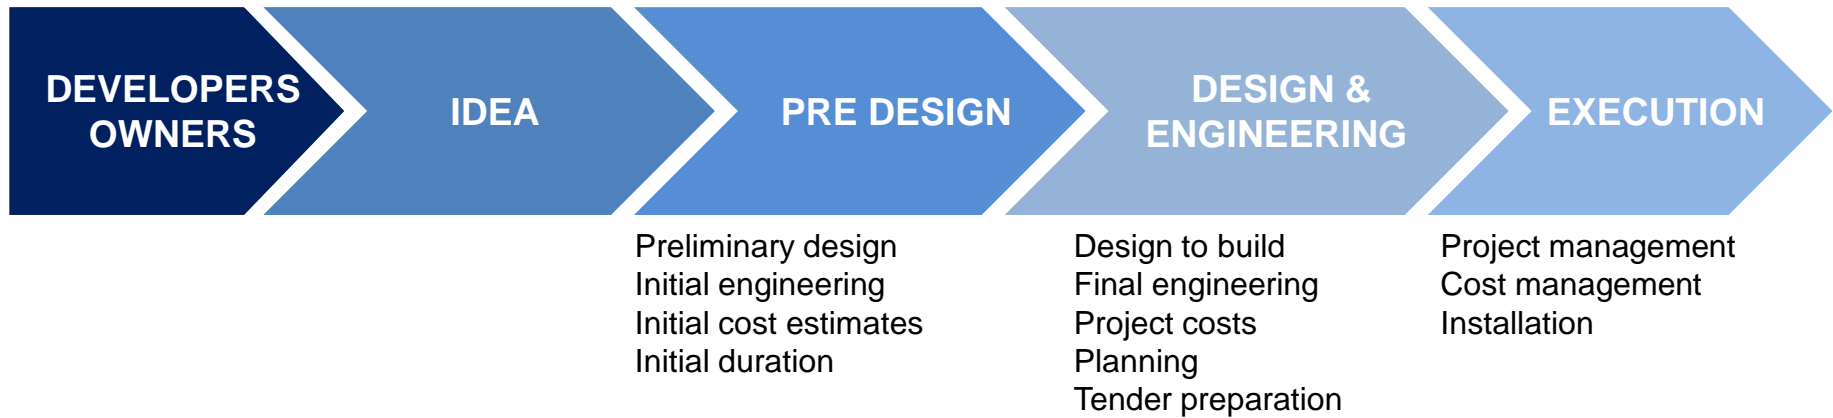 DEVELOPERS
OWNERS
IDEA
PRE DESIGN
DESIGN &
ENGINEERING
EXECUTION
Preliminary design
Initial engineering
Initial cost estimates
Initial duration
Design to build
Final engineering
Project costs
Planning
Tender preparation
Project management
Cost management
Installation